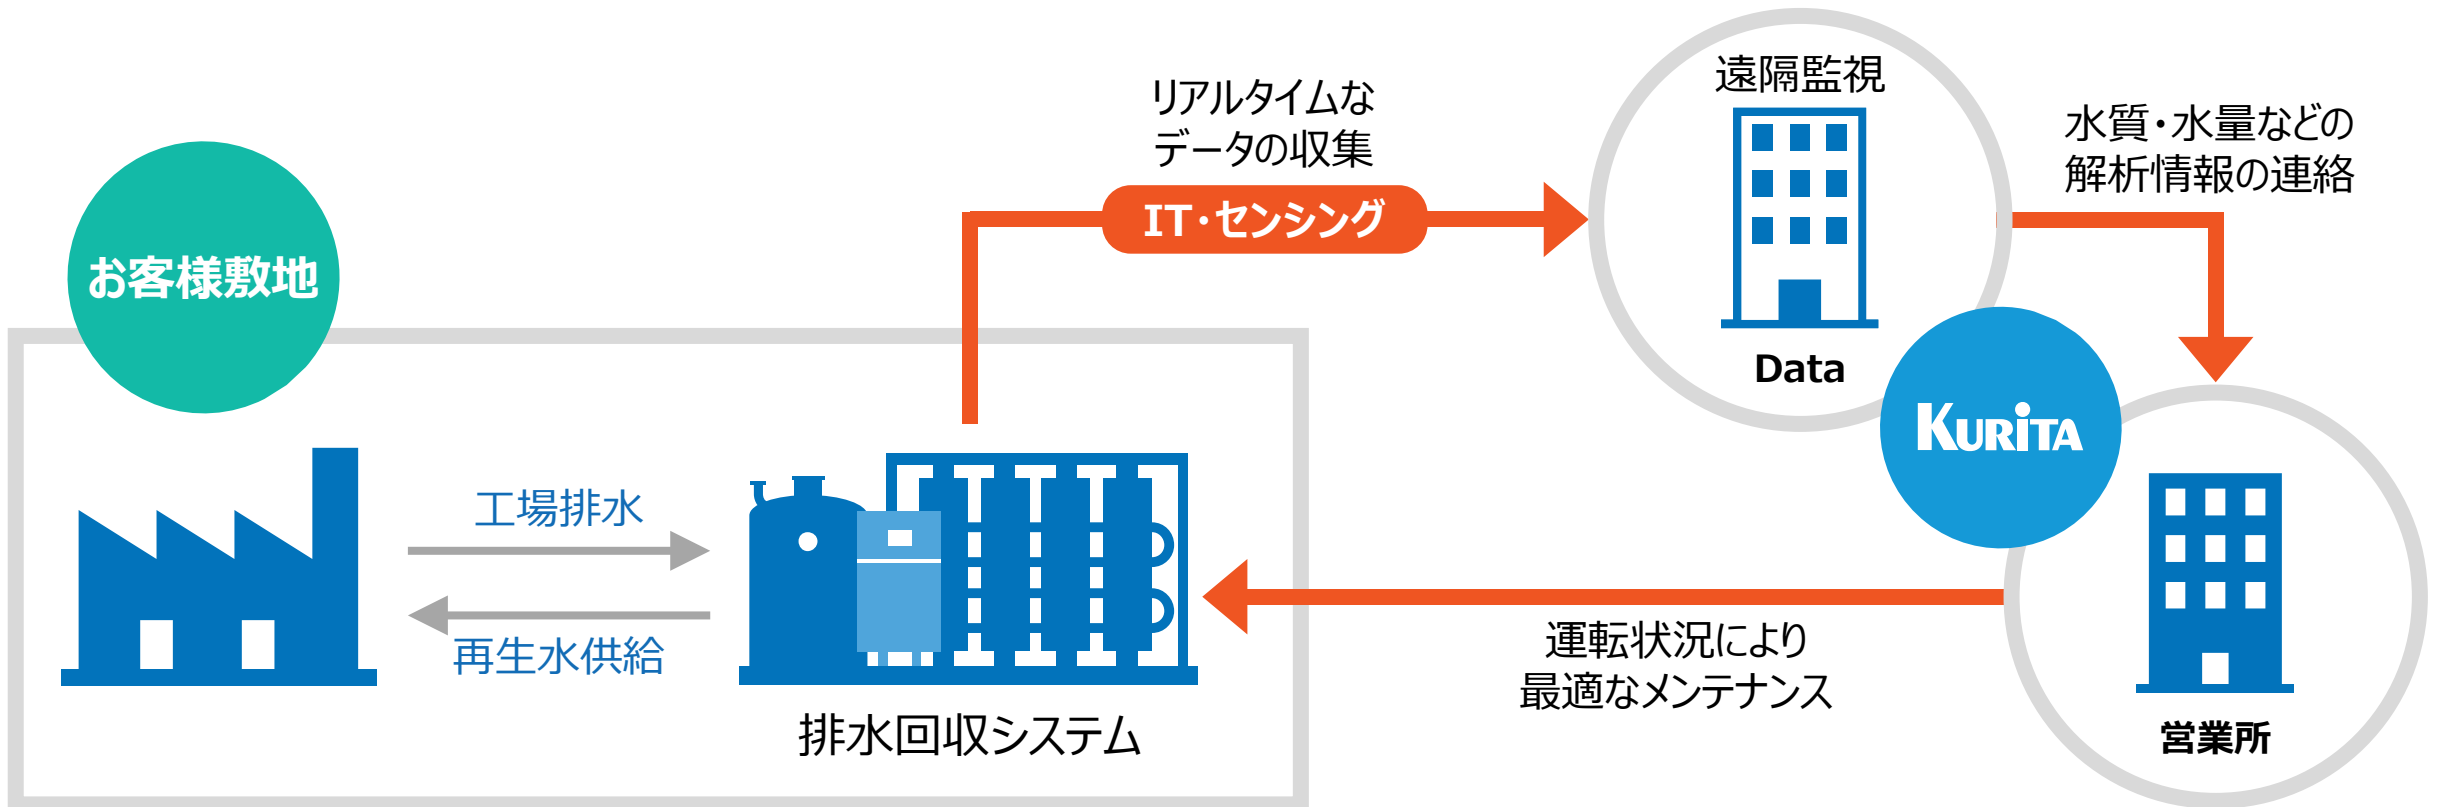 お客様敷地
工場排水
再生水供給
排水回収システム
リアルタイムな
データの収集
IT・センシング
遠隔監視
Data
水質・水量などの
解析情報の連絡
KURITA
営業所
運転状況により
最適なメンテナンス